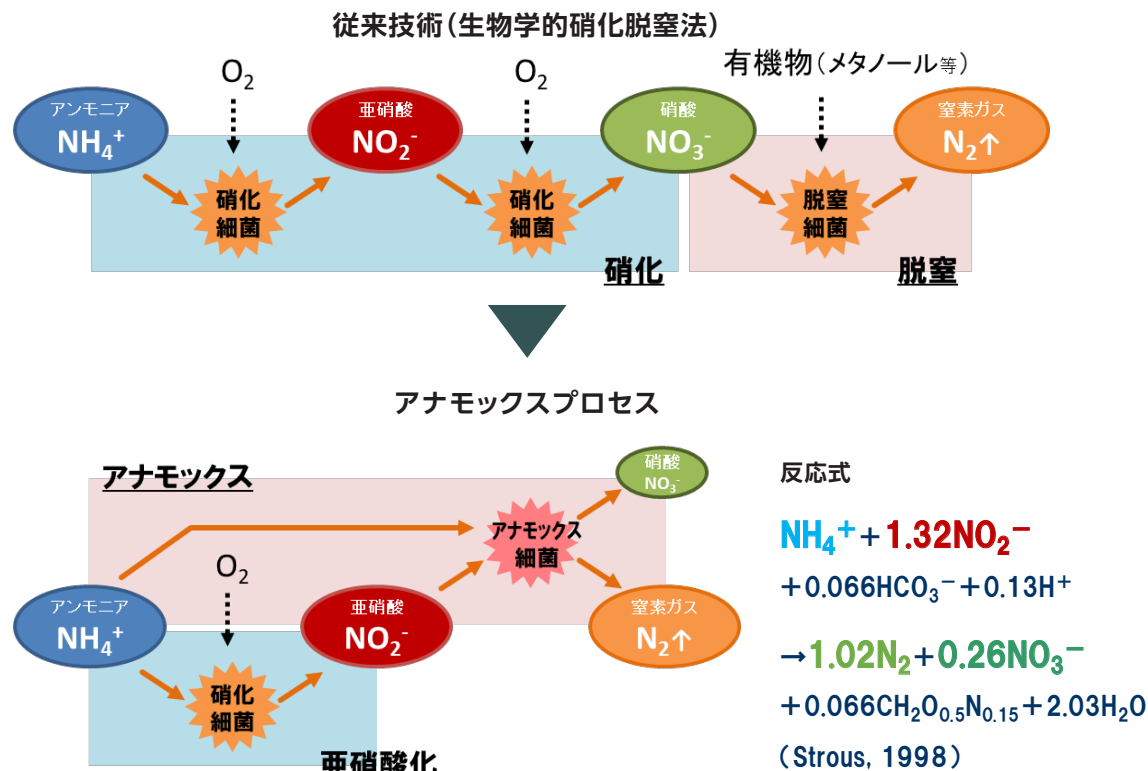 従来技術(生物学的硝化脱窒法)
O₂
O₂
有機物(メタノール等)
アンモニア
NH₄⁺
亜硝酸
NO₂⁻
硝酸
NO₃⁻
窒素ガス
N₂↑
硝化
細菌
硝化
細菌
脱窒
細菌
硝化
脱窒
アナモックスプロセス
アナモックス
硝酸
NO₃⁻
アナモックス
細菌
O₂
アンモニア
NH₄⁺
亜硝酸
NO₂⁻
窒素ガス
N₂↑
硝化
細菌
亜硝酸化
反応式
NH₄⁺+1.32NO₂⁻
+0.066HCO₃⁻+0.13H⁺
→1.02N₂+0.26NO₃⁻
+0.066CH₂O₀.₅N₀.₁₅+2.03H₂O
(Strous, 1998)